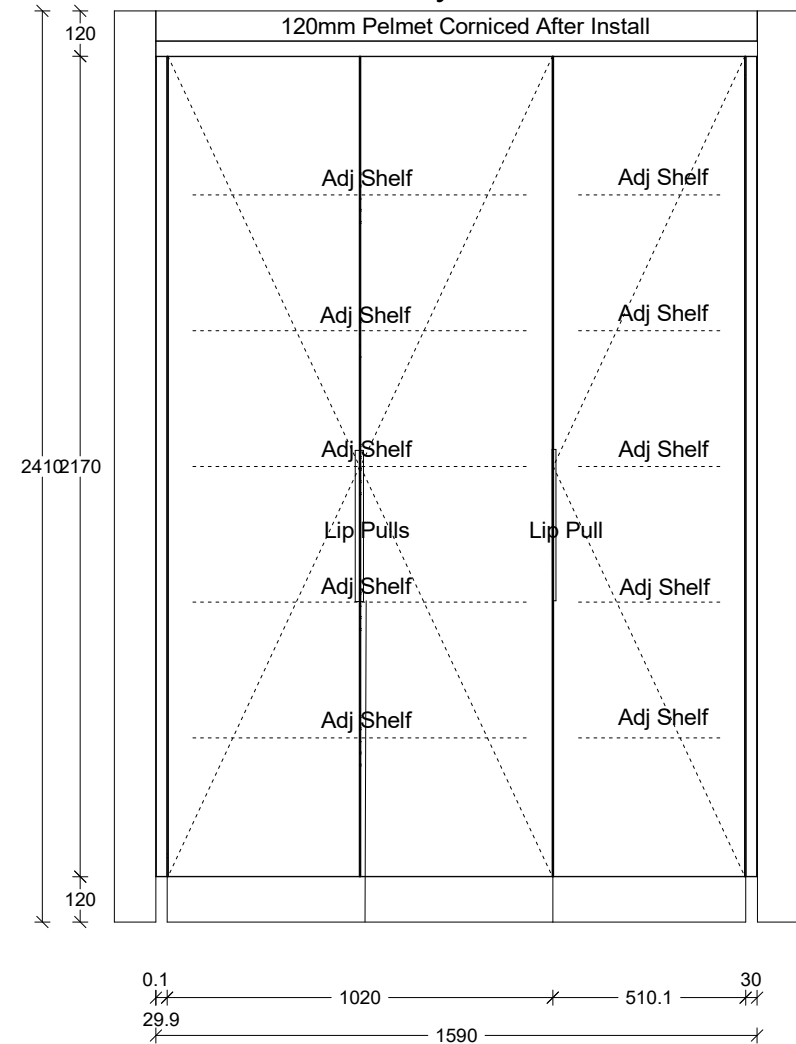 120mm Pelmet Corniced After Install
120
Adj Shelf
Adj Shelf
Adj Shelf
Adj Shelf
Adj Shelf
Adj Shelf
2410
2170
Lip Pulls
Lip Pull
Adj Shelf
Adj Shelf
Adj Shelf
Adj Shelf
120
0.1
30
1020
510.1
29.9
1590